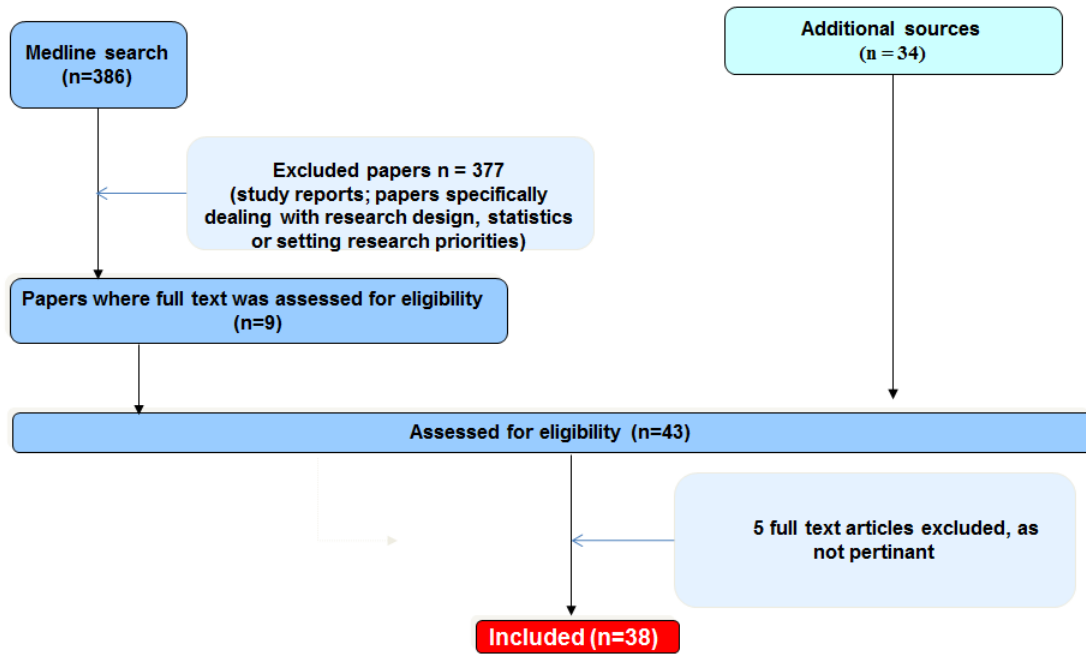 Medline search
(n=386)
Additional sources
(n = 34)
Excluded papers n = 377
(study reports; papers specifically
dealing with research design, statistics
or setting research priorities)
Papers where full text was assessed for eligibility
(n=9)
Assessed for eligibility (n=43)
5 full text articles excluded, as
not pertinant
Included (n=38)